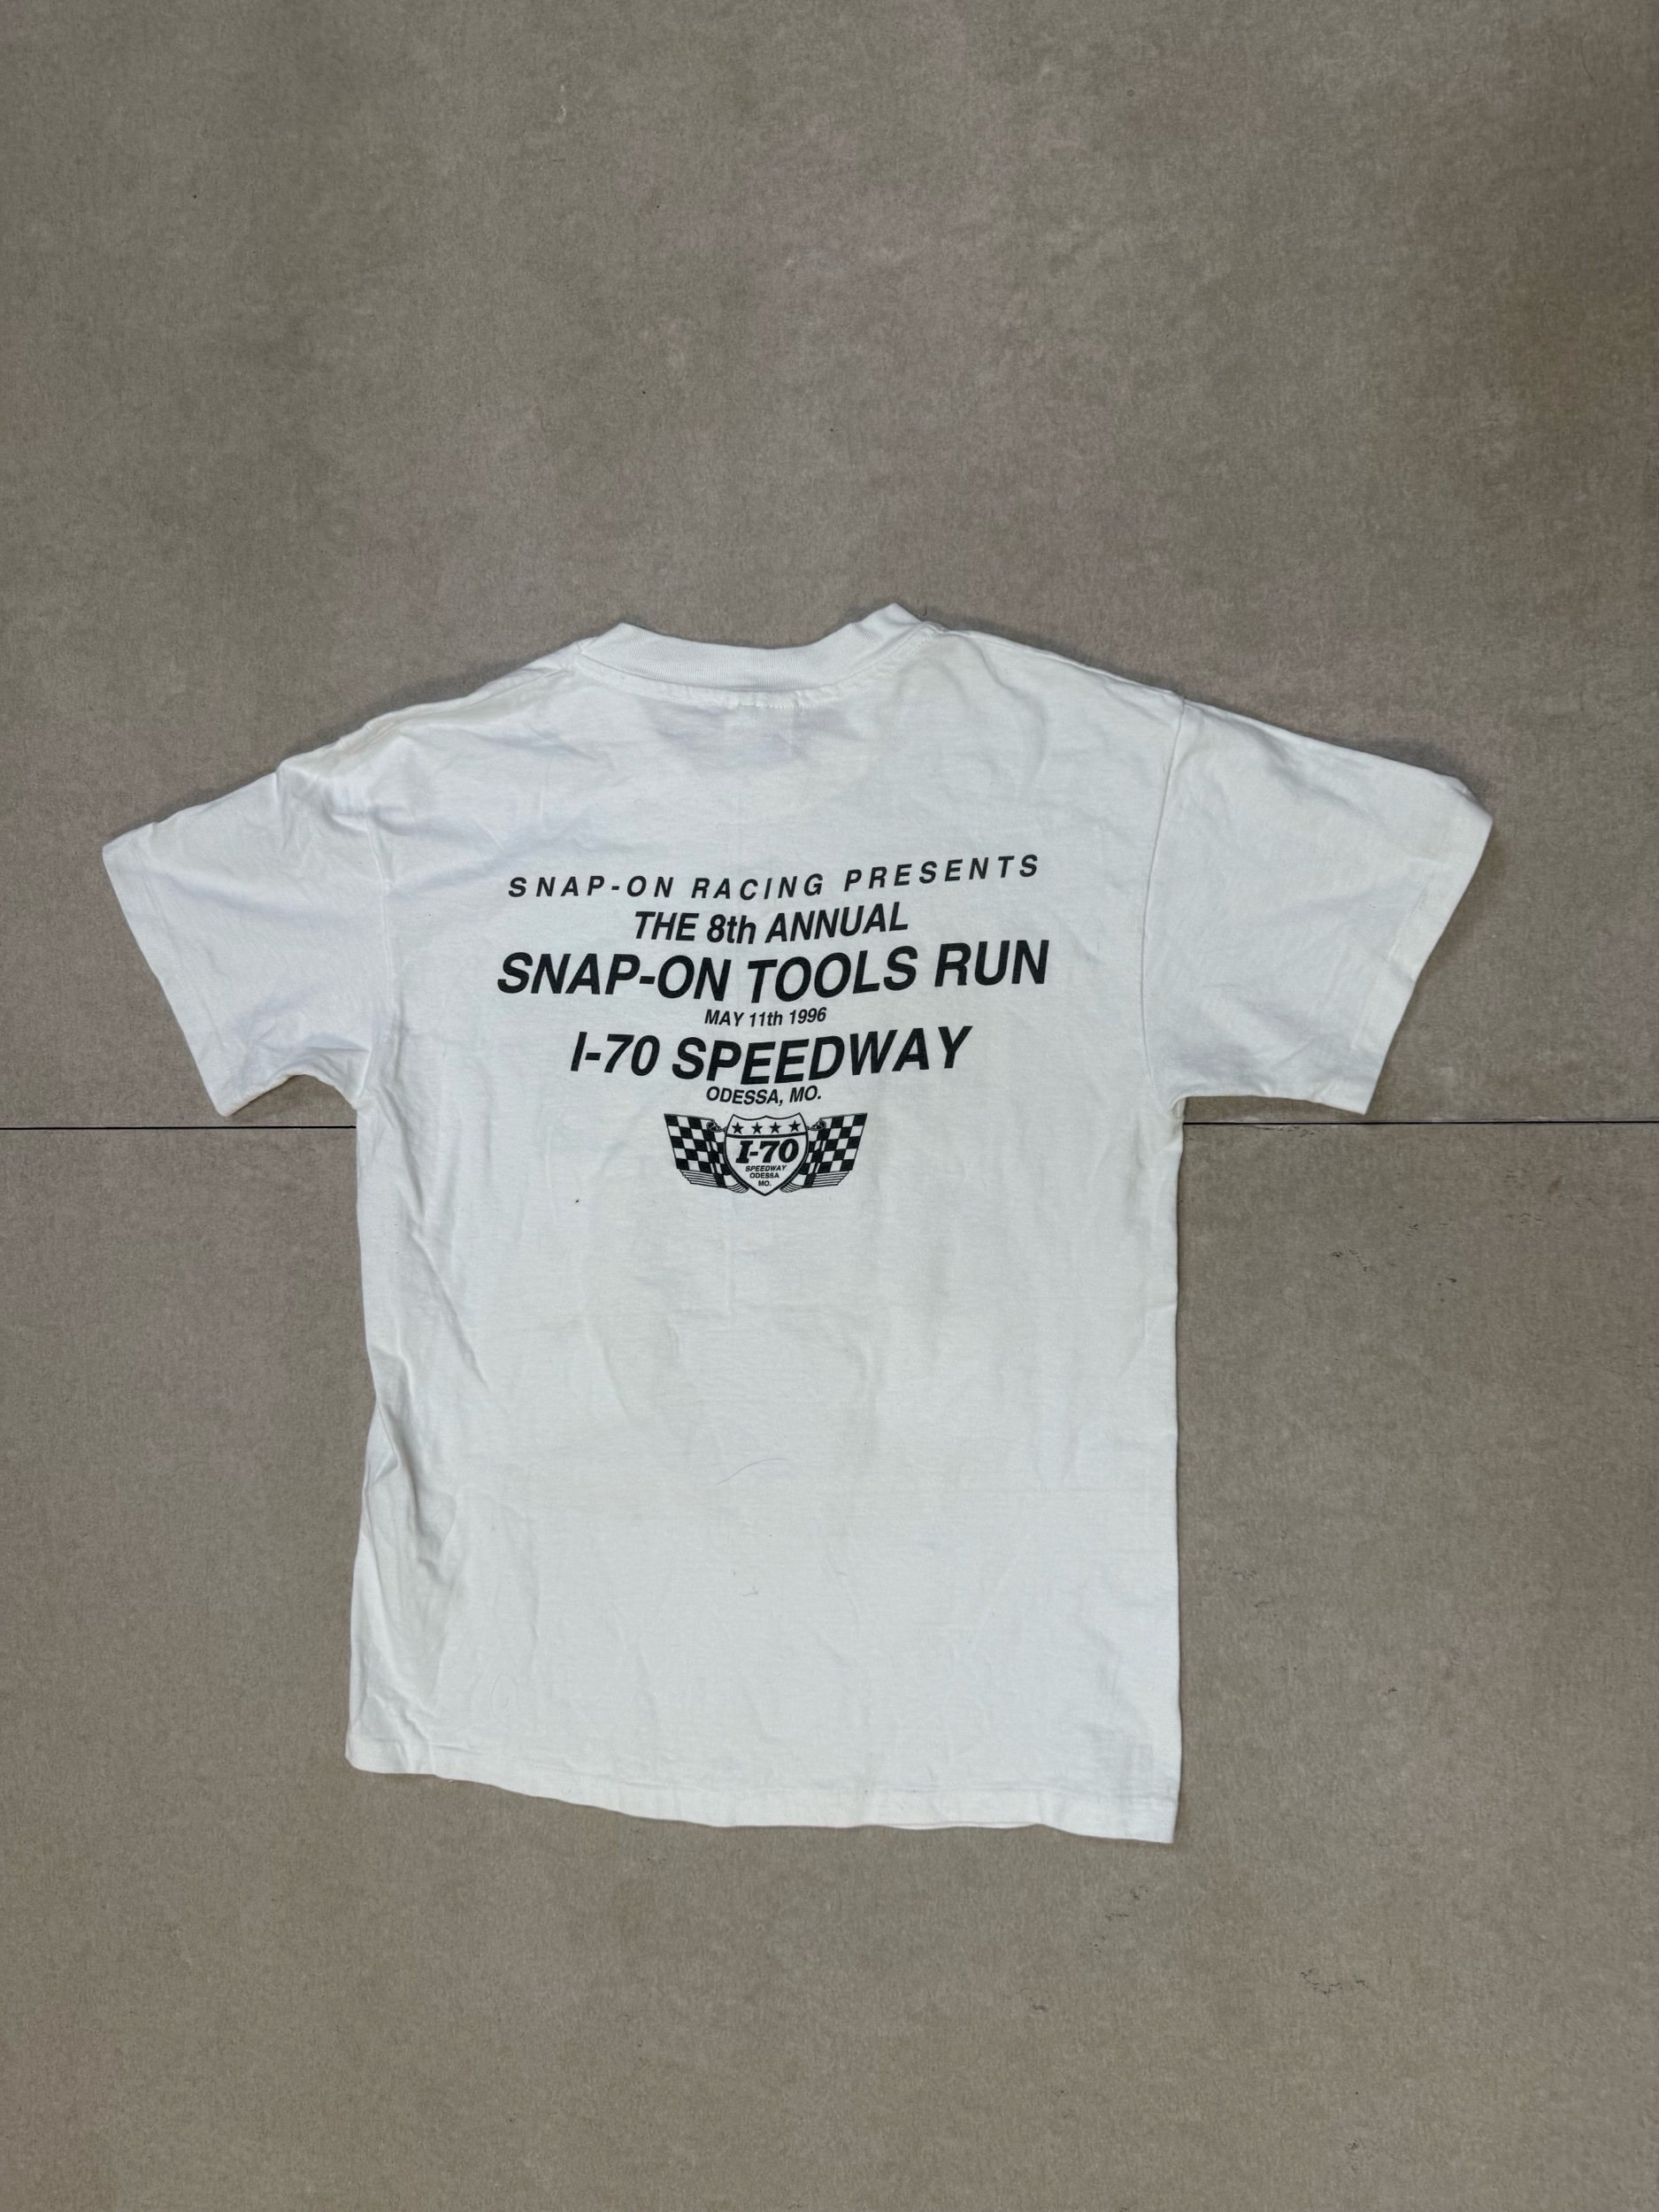 SNAP-ON RACING PRESENTS
THE 8th ANNUAL
SNAP-ON TOOLS RUN
MAY 11th 1996
I-70 SPEEDWAY
ODESSA, MO.
I-70
SPEEDWAY
ODESSA
MO.